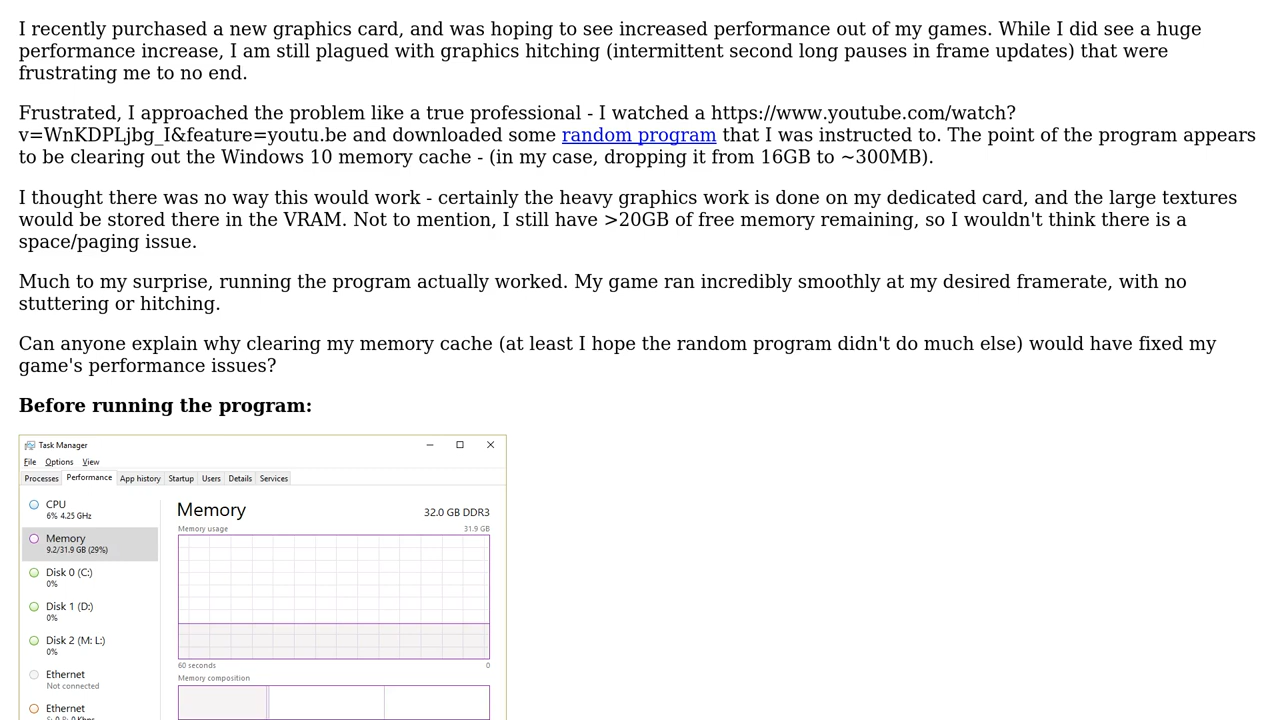 I recently purchased a new graphics card, and was hoping to see increased performance out of my games. While I did see a huge
performance increase, I am still plagued with graphics hitching (intermittent second long pauses in frame updates) that were
frustrating me to no end.
Frustrated, I approached the problem like a true professional - I watched a https://www.youtube.com/watch?
v=WnKDPLjbg_I&feature=youtu.be and downloaded some random program that I was instructed to. The point of the program appears
to be clearing out the Windows 10 memory cache - (in my case, dropping it from 16GB to ~300MB).
I thought there was no way this would work - certainly the heavy graphics work is done on my dedicated card, and the large textures
would be stored there in the VRAM. Not to mention, I still have >20GB of free memory remaining, so I wouldn't think there is a
space/paging issue.
Much to my surprise, running the program actually worked. My game ran incredibly smoothly at my desired framerate, with no
stuttering or hitching.
Can anyone explain why clearing my memory cache (at least I hope the random program didn't do much else) would have fixed my
game's performance issues?
Before running the program:
Task Manager
File Options View
Processes Performance App history Startup Users Details Services
CPU
6% 4.25 GHz
Memory
9.2/31.9 GB (29%)
Disk 0 (C:)
0%
Disk 1 (D:)
0%
Disk 2 (M: L:)
0%
Ethernet
Not connected
Ethernet
Memory 32.0 GB DDR3
Memory usage 31.9 GB
60 seconds 0
Memory composition